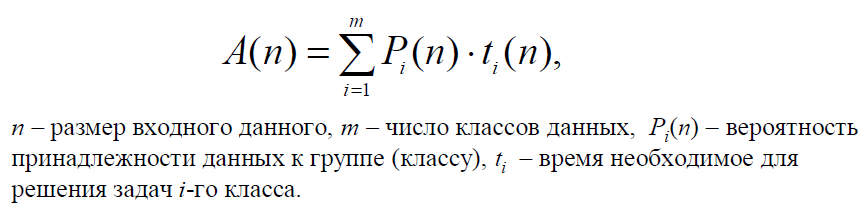 A(n) = ∑_{i=1}^{m} P_i(n) · t_i(n),
n – размер входного данного, m – число классов данных, P_i(n) – вероятность
принадлежности данных к группе (классу), t_i – время необходимое для
решения задач i-го класса.